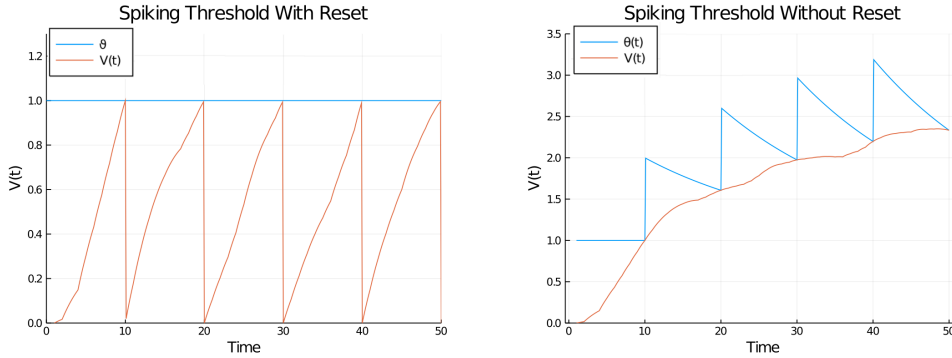 Spiking Threshold With Reset
ϑ
V(t)
1.2
1.0
0.8
0.6
0.4
0.2
0.0
V(t)
0 10 20 30 40 50
Time
Spiking Threshold Without Reset
θ(t)
V(t)
3.5
3.0
2.5
2.0
1.5
1.0
0.5
0.0
V(t)
0 10 20 30 40 50
Time